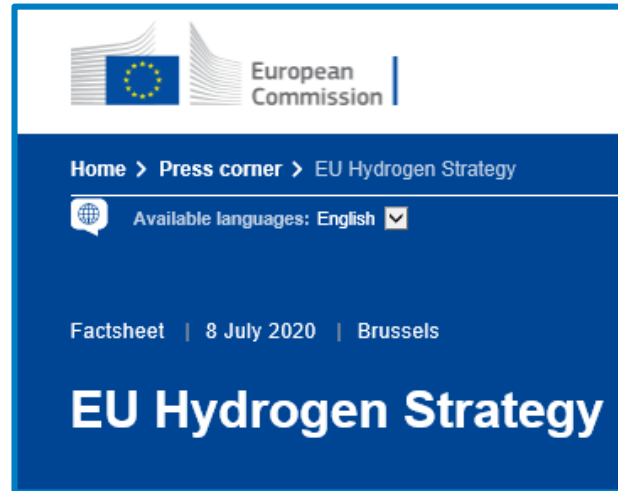 European
Commission
Home > Press corner > EU Hydrogen Strategy
Available languages: English
Factsheet | 8 July 2020 | Brussels
EU Hydrogen Strategy